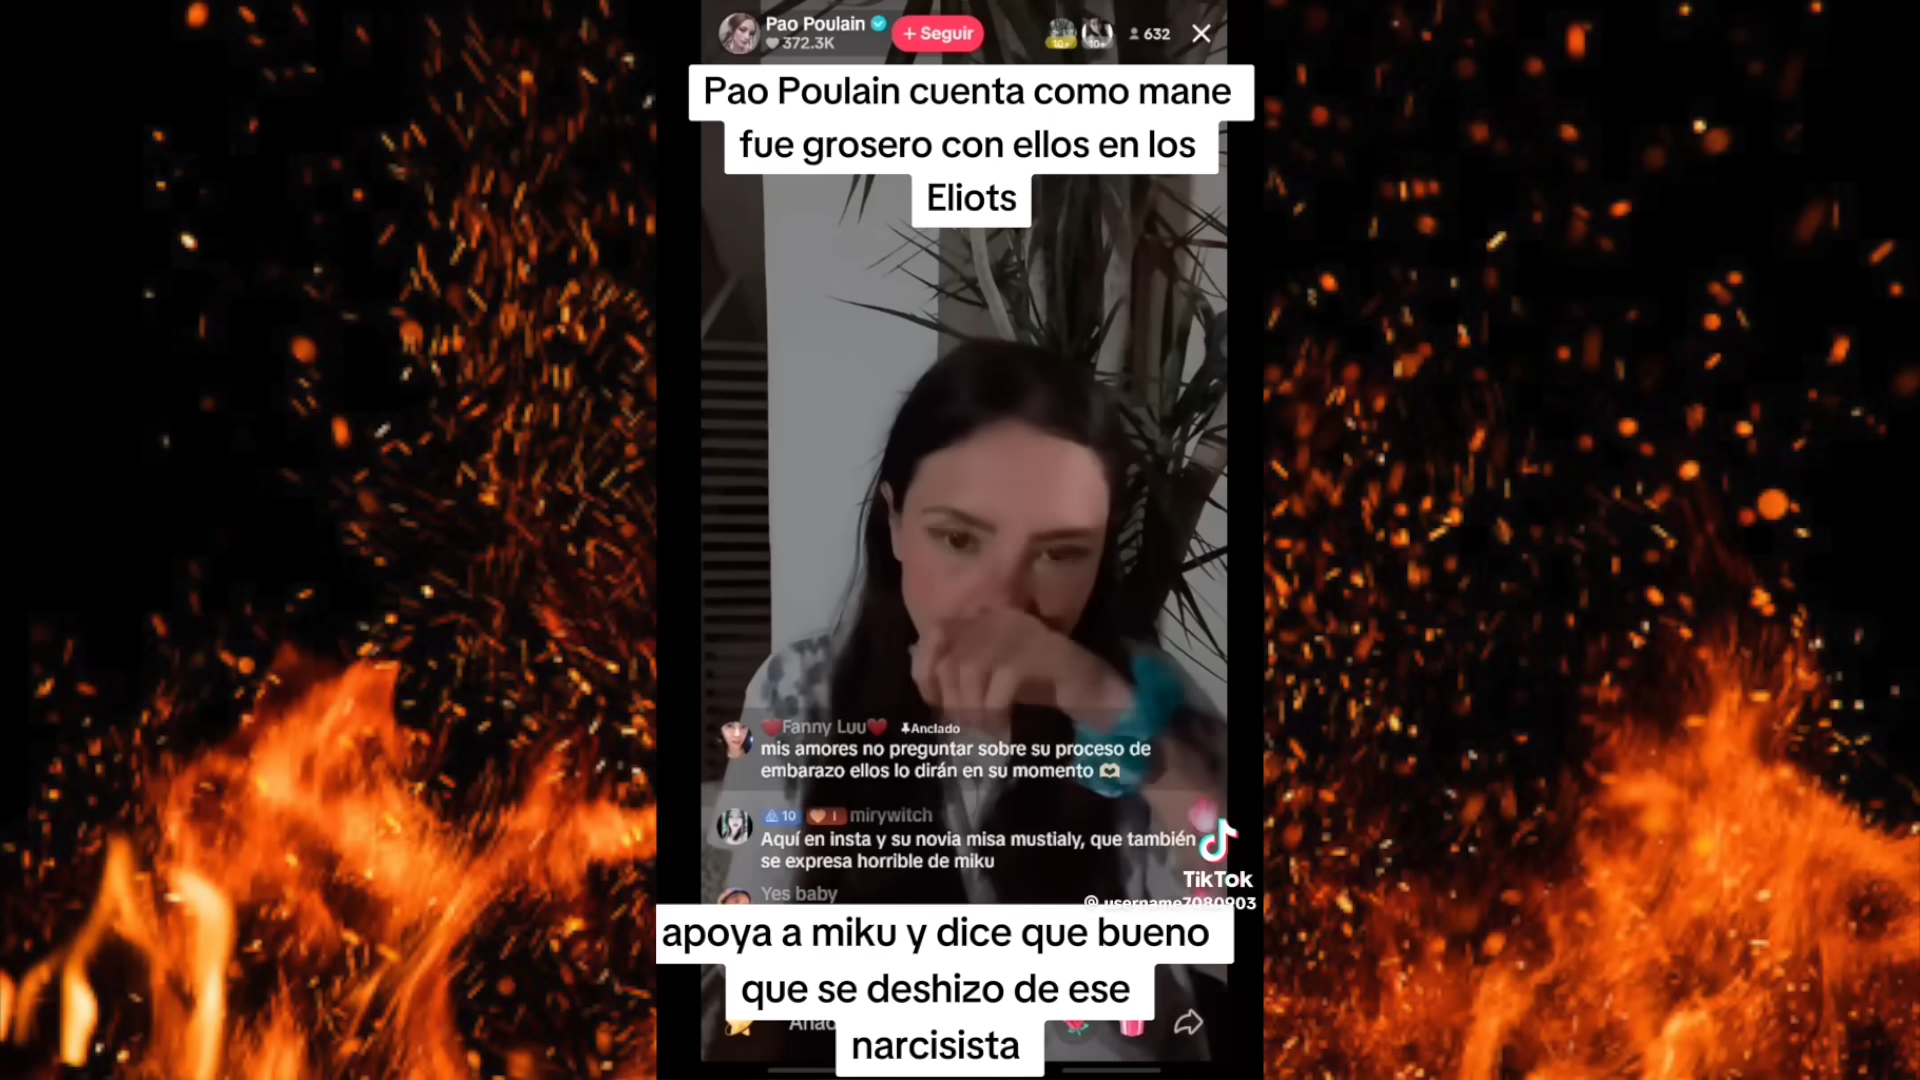 Pao Poulain
372.3K
+ Seguir
10+
10+
632
Pao Poulain cuenta como mane
fue grosero con ellos en los
Eliots
Fanny Luu
Anclado
mis amores no preguntar sobre su proceso de
embarazo ellos lo dirán en su momento
10
I
mirywitch
Aquí en insta y su novia misa mustialy, que también
se expresa horrible de miku
TikTok
Yes baby
@username7080903
apoya a miku y dice que bueno
que se deshizo de ese
narcisista